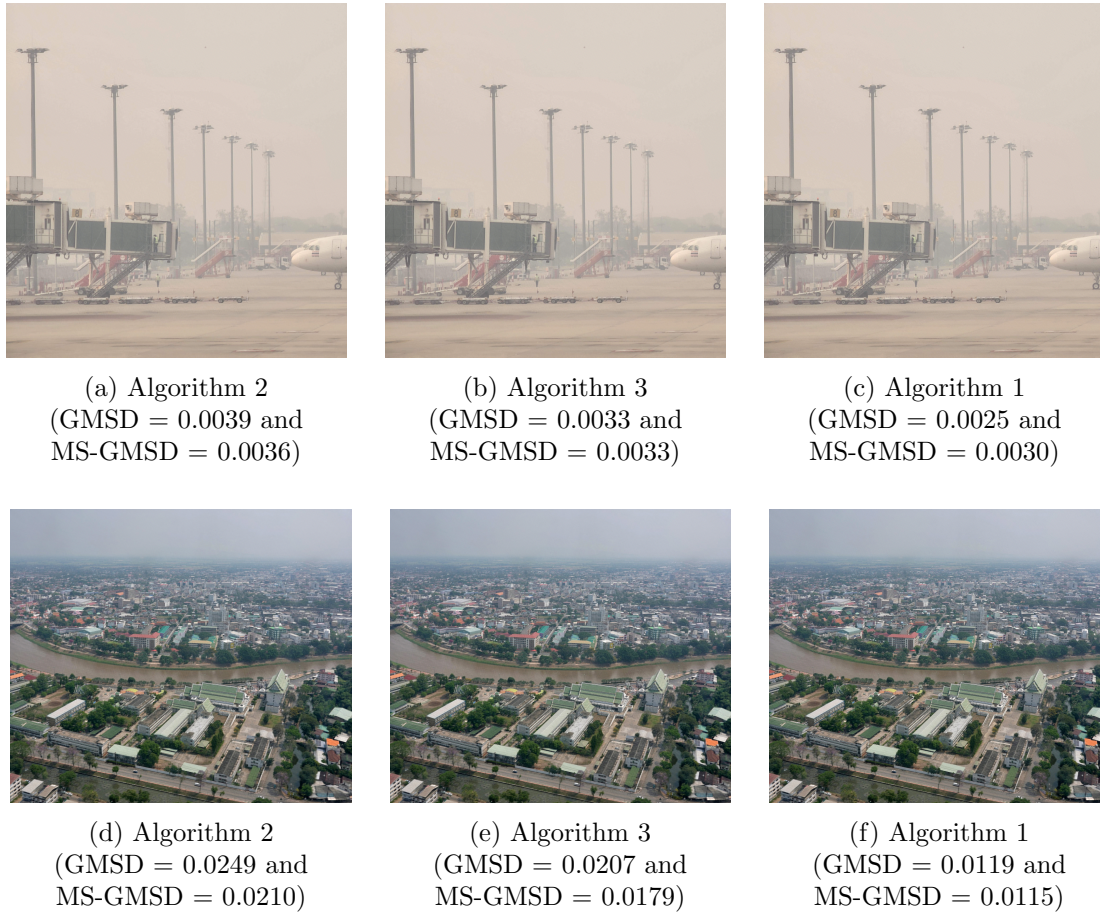 (a) Algorithm 2
(GMSD = 0.0039 and
MS-GMSD = 0.0036)
(b) Algorithm 3
(GMSD = 0.0033 and
MS-GMSD = 0.0033)
(c) Algorithm 1
(GMSD = 0.0025 and
MS-GMSD = 0.0030)
(d) Algorithm 2
(GMSD = 0.0249 and
MS-GMSD = 0.0210)
(e) Algorithm 3
(GMSD = 0.0207 and
MS-GMSD = 0.0179)
(f) Algorithm 1
(GMSD = 0.0119 and
MS-GMSD = 0.0115)